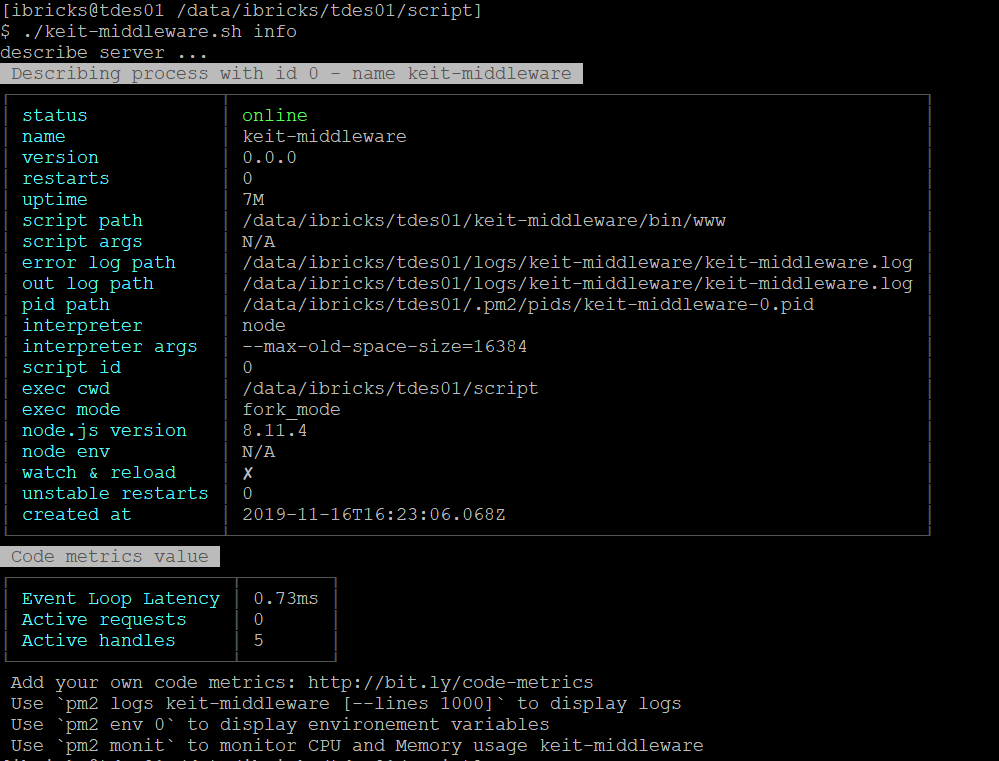 [ibricks@tdes01 /data/ibricks/tdes01/script]
$ ./keit-middleware.sh info
describe server ...
Describing process with id 0 - name keit-middleware
status online
name keit-middleware
version 0.0.0
restarts 0
uptime 7M
script path /data/ibricks/tdes01/keit-middleware/bin/www
script args N/A
error log path /data/ibricks/tdes01/logs/keit-middleware/keit-middleware.log
out log path /data/ibricks/tdes01/logs/keit-middleware/keit-middleware.log
pid path /data/ibricks/tdes01/.pm2/pids/keit-middleware-0.pid
interpreter node
interpreter args --max-old-space-size=16384
script id 0
exec cwd /data/ibricks/tdes01/script
exec mode fork_mode
node.js version 8.11.4
node env N/A
watch & reload ✗
unstable restarts 0
created at 2019-11-16T16:23:06.068Z
Code metrics value
Event Loop Latency 0.73ms
Active requests 0
Active handles 5
Add your own code metrics: http://bit.ly/code-metrics
Use `pm2 logs keit-middleware [--lines 1000]` to display logs
Use `pm2 env 0` to display environement variables
Use `pm2 monit` to monitor CPU and Memory usage keit-middleware